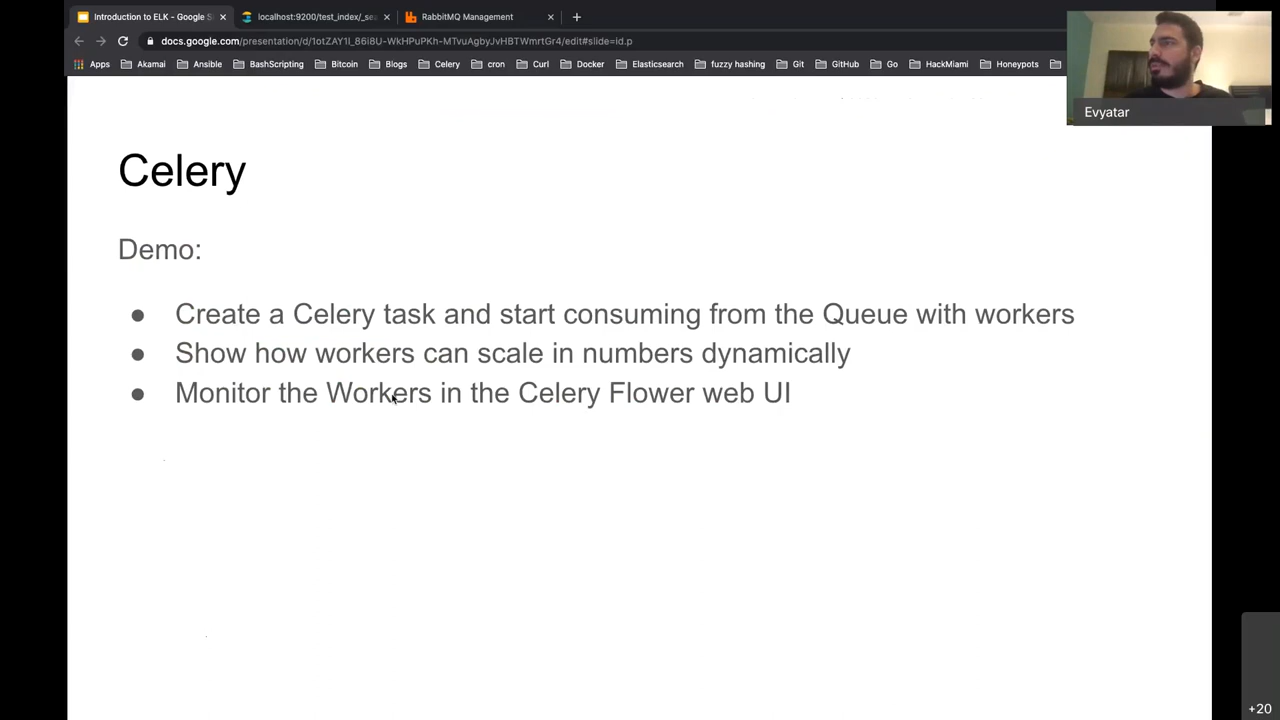 Introduction to ELK - Google S
localhost:9200/test_index/_sea
RabbitMQ Management
docs.google.com/presentation/d/1otZAY1l_86i8U-WkHPuPKh-MTvuAgbyJvHBTWmrtGr4/edit#slide=id.p
Apps Akamai Ansible BashScripting Bitcoin Blogs Celery cron Curl Docker Elasticsearch fuzzy hashing Git GitHub Go HackMiami Honeypots
Evyatar
Celery
Demo:
● Create a Celery task and start consuming from the Queue with workers
● Show how workers can scale in numbers dynamically
● Monitor the Workers in the Celery Flower web UI
+20